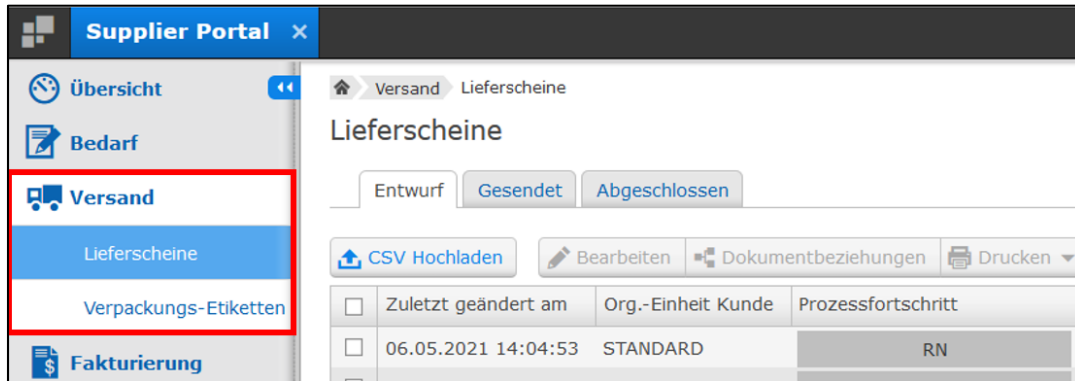 Supplier Portal ×
Übersicht
Bedarf
Versand
Lieferscheine
Verpackungs-Etiketten
Fakturierung
Versand Lieferscheine
Lieferscheine
Entwurf Gesendet Abgeschlossen
CSV Hochladen Bearbeiten Dokumentbeziehungen Drucken
Zuletzt geändert am Org.-Einheit Kunde Prozessfortschritt
06.05.2021 14:04:53 STANDARD RN